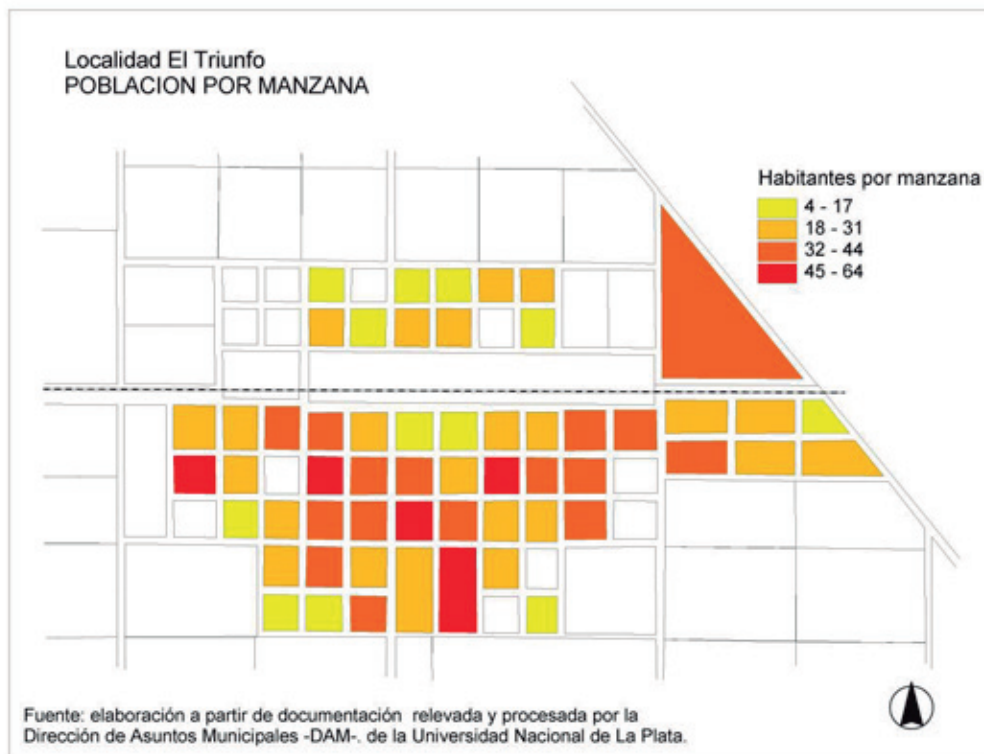 Localidad El Triunfo
POBLACION POR MANZANA
Habitantes por manzana
4 - 17
18 - 31
32 - 44
45 - 64
Fuente: elaboración a partir de documentación relevada y procesada por la
Dirección de Asuntos Municipales -DAM-. de la Universidad Nacional de La Plata.